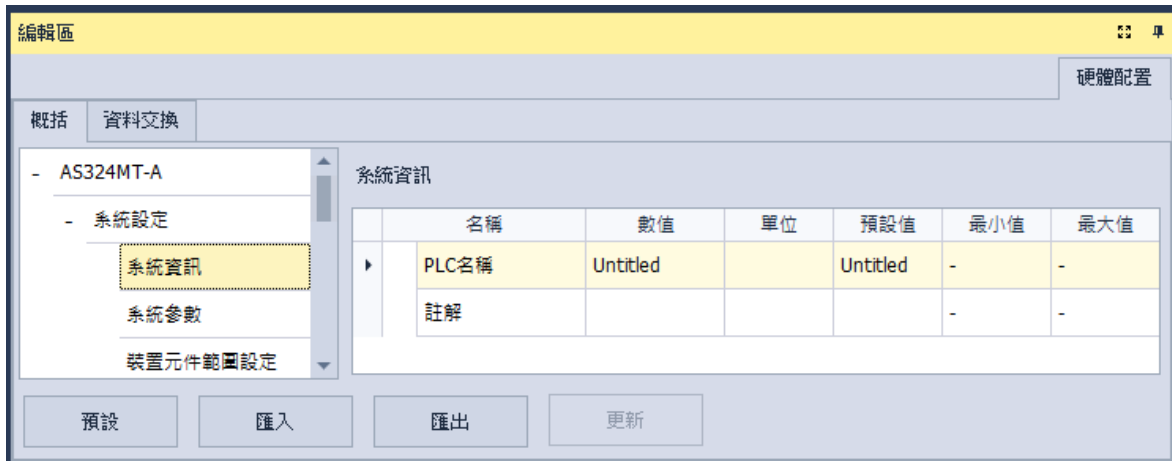 編輯區
硬體配置
概括 資料交換
- AS324MT-A
- 系統設定
系統資訊
系統參數
裝置元件範圍設定
系統資訊
名稱 數值 單位 預設值 最小值 最大值
PLC名稱 Untitled Untitled - -
註解 - -
預設 匯入 匯出 更新